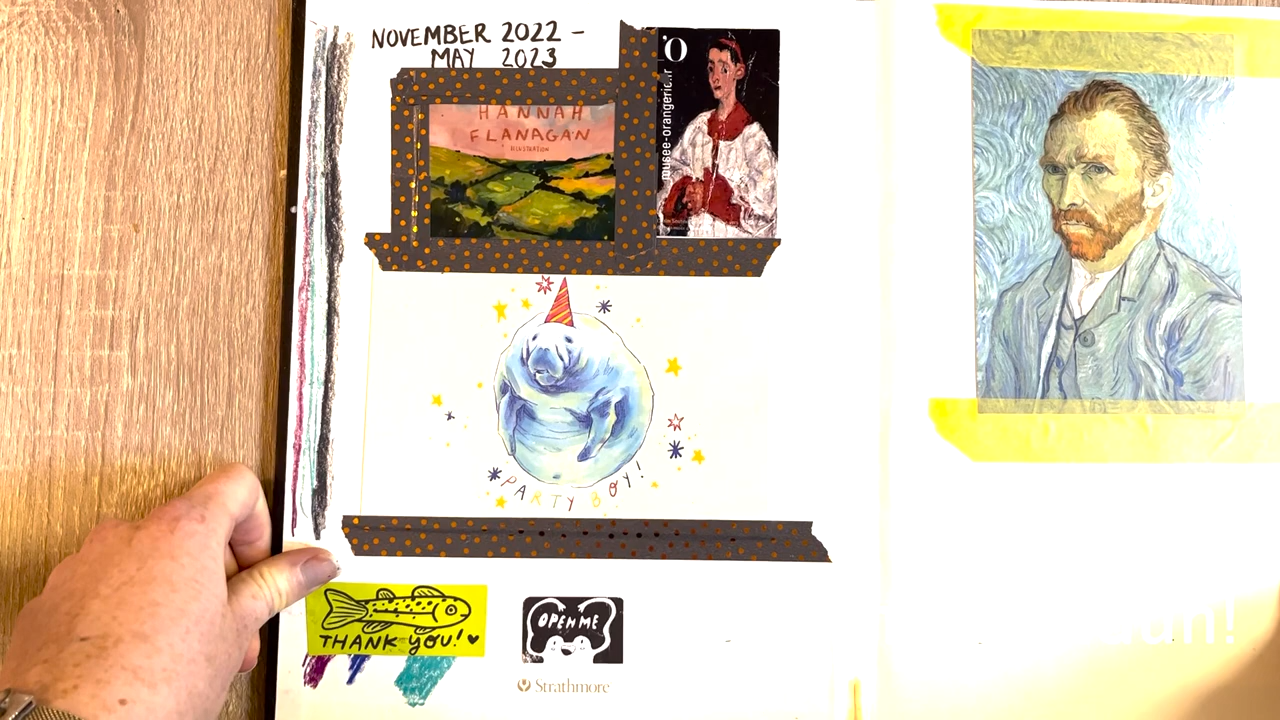 NOVEMBER 2022 -
MAY 2023
HANNAH
FLANAGAN
ILLUSTRATION
'O
musee-orangerie.fr
PARTY BOY!
THANK YOU!
OPEN ME
Strathmore